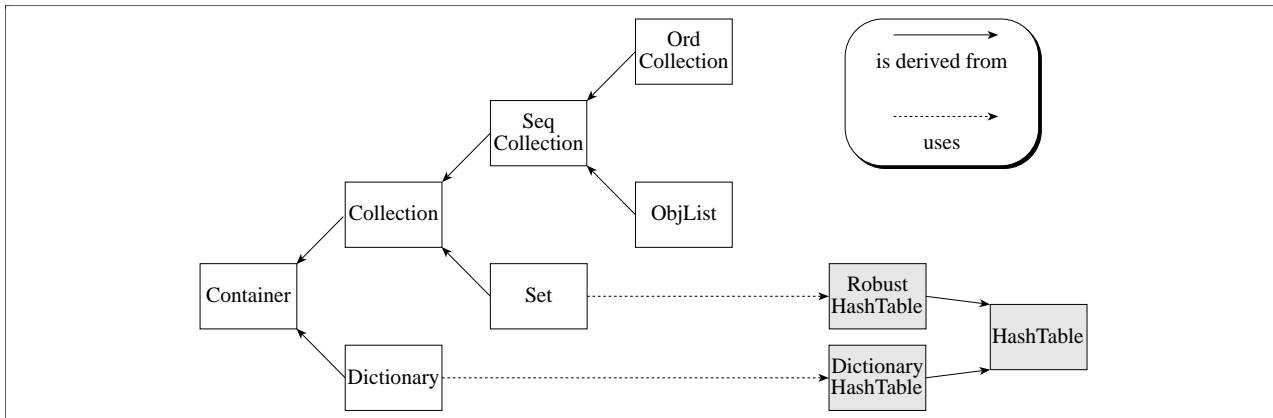 Ord
Collection
is derived from
Seq
Collection
uses
Collection
ObjList
Container
Set
Robust
HashTable
HashTable
Dictionary
Dictionary
HashTable